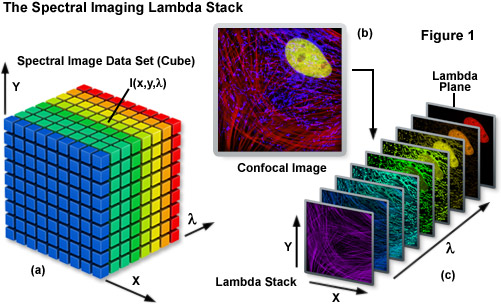 The Spectral Imaging Lambda Stack
(b)
Figure 1
Spectral Image Data Set (Cube)
Y
I(x,y,λ)
Lambda
Plane
Confocal Image
λ
(a)
X
Y
λ
Lambda Stack
(c)
X